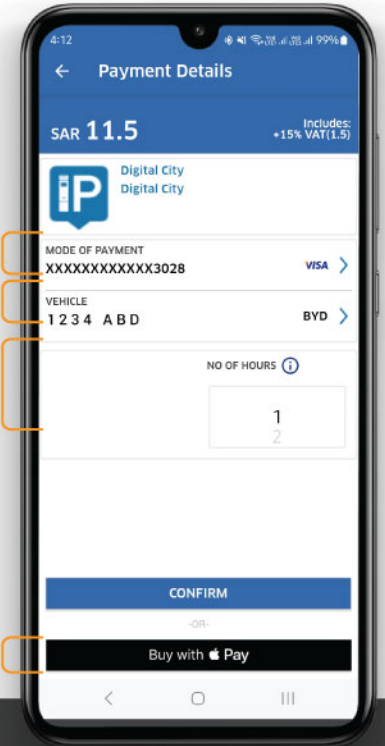 4:12
99%
Payment Details
SAR 11.5
Includes:
+15% VAT(1.5)
iP
Digital City
Digital City
MODE OF PAYMENT
XXXXXXXXXXXX3028
VISA
VEHICLE
1234 ABD
BYD
NO OF HOURS
1
2
CONFIRM
-OR-
Buy with Pay